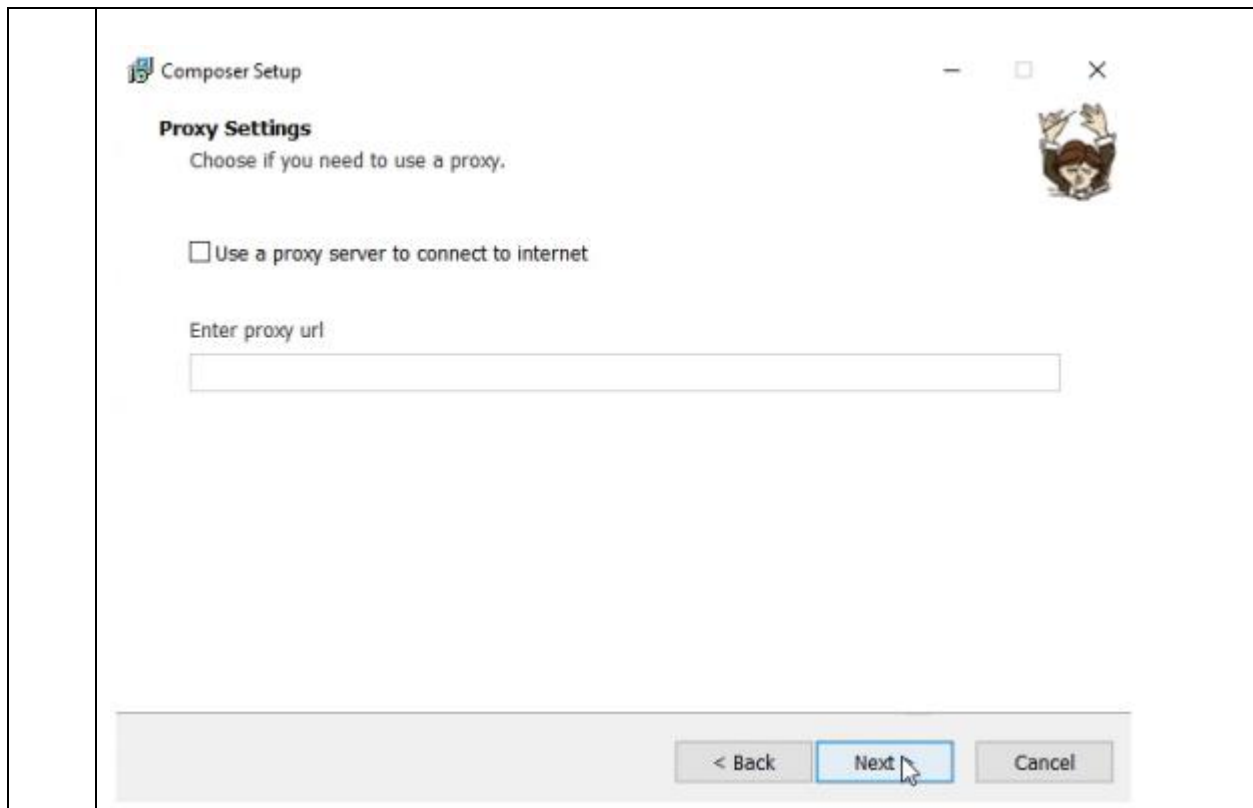 Composer Setup
Proxy Settings
Choose if you need to use a proxy.
Use a proxy server to connect to internet
Enter proxy url
< Back
Next
Cancel